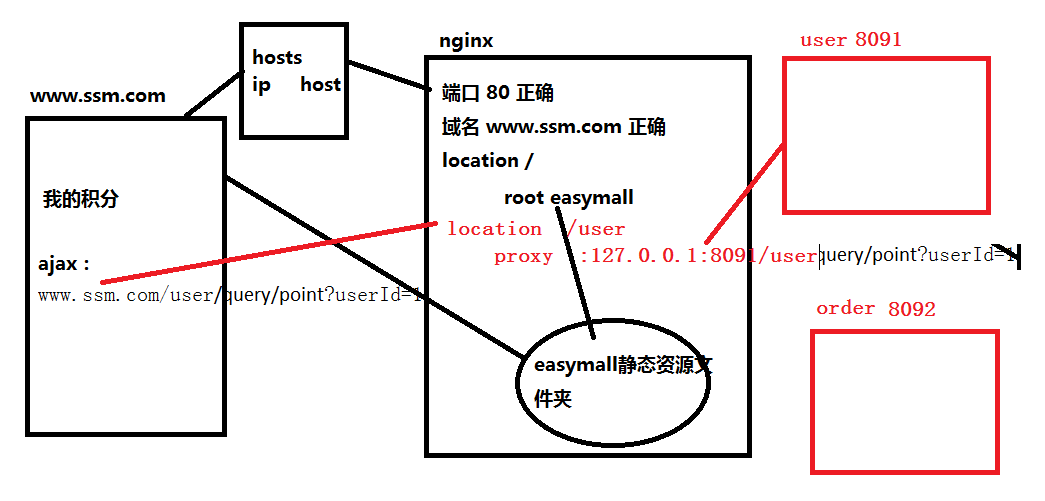 www.ssm.com
我的积分
ajax：
www.ssm.com/user/query/point?userId=1
hosts
ip host
nginx
端口 80 正确
域名 www.ssm.com 正确
location /
root easymall
location /user
proxy :127.0.0.1:8091/userquery/point?userId=1
easymall静态资源文
件夹
user 8091
order 8092